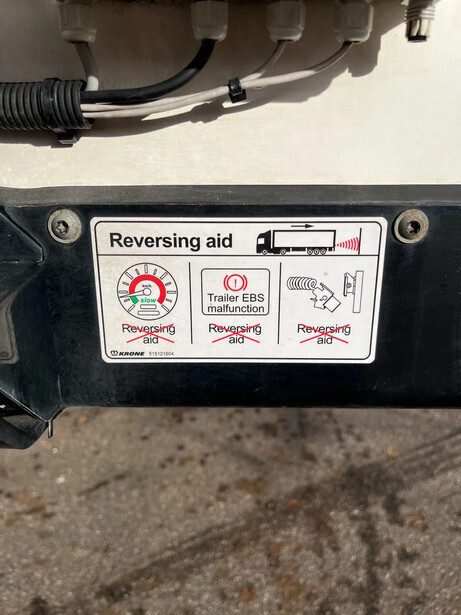 Reversing aid
km/h
slow
Reversing
aid
Trailer EBS
malfunction
Reversing
aid
Reversing
aid
KRONE 515121604